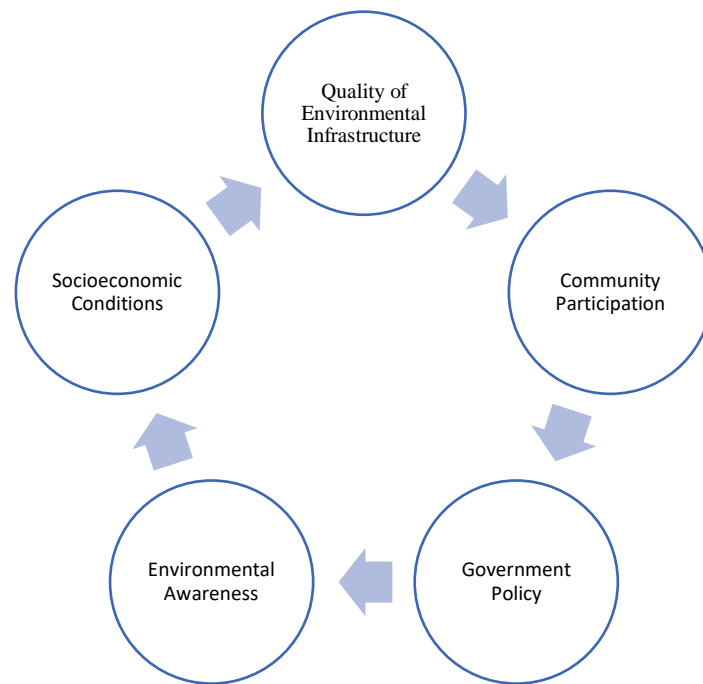 Quality of
Environmental
Infrastructure
Community
Participation
Government
Policy
Environmental
Awareness
Socioeconomic
Conditions